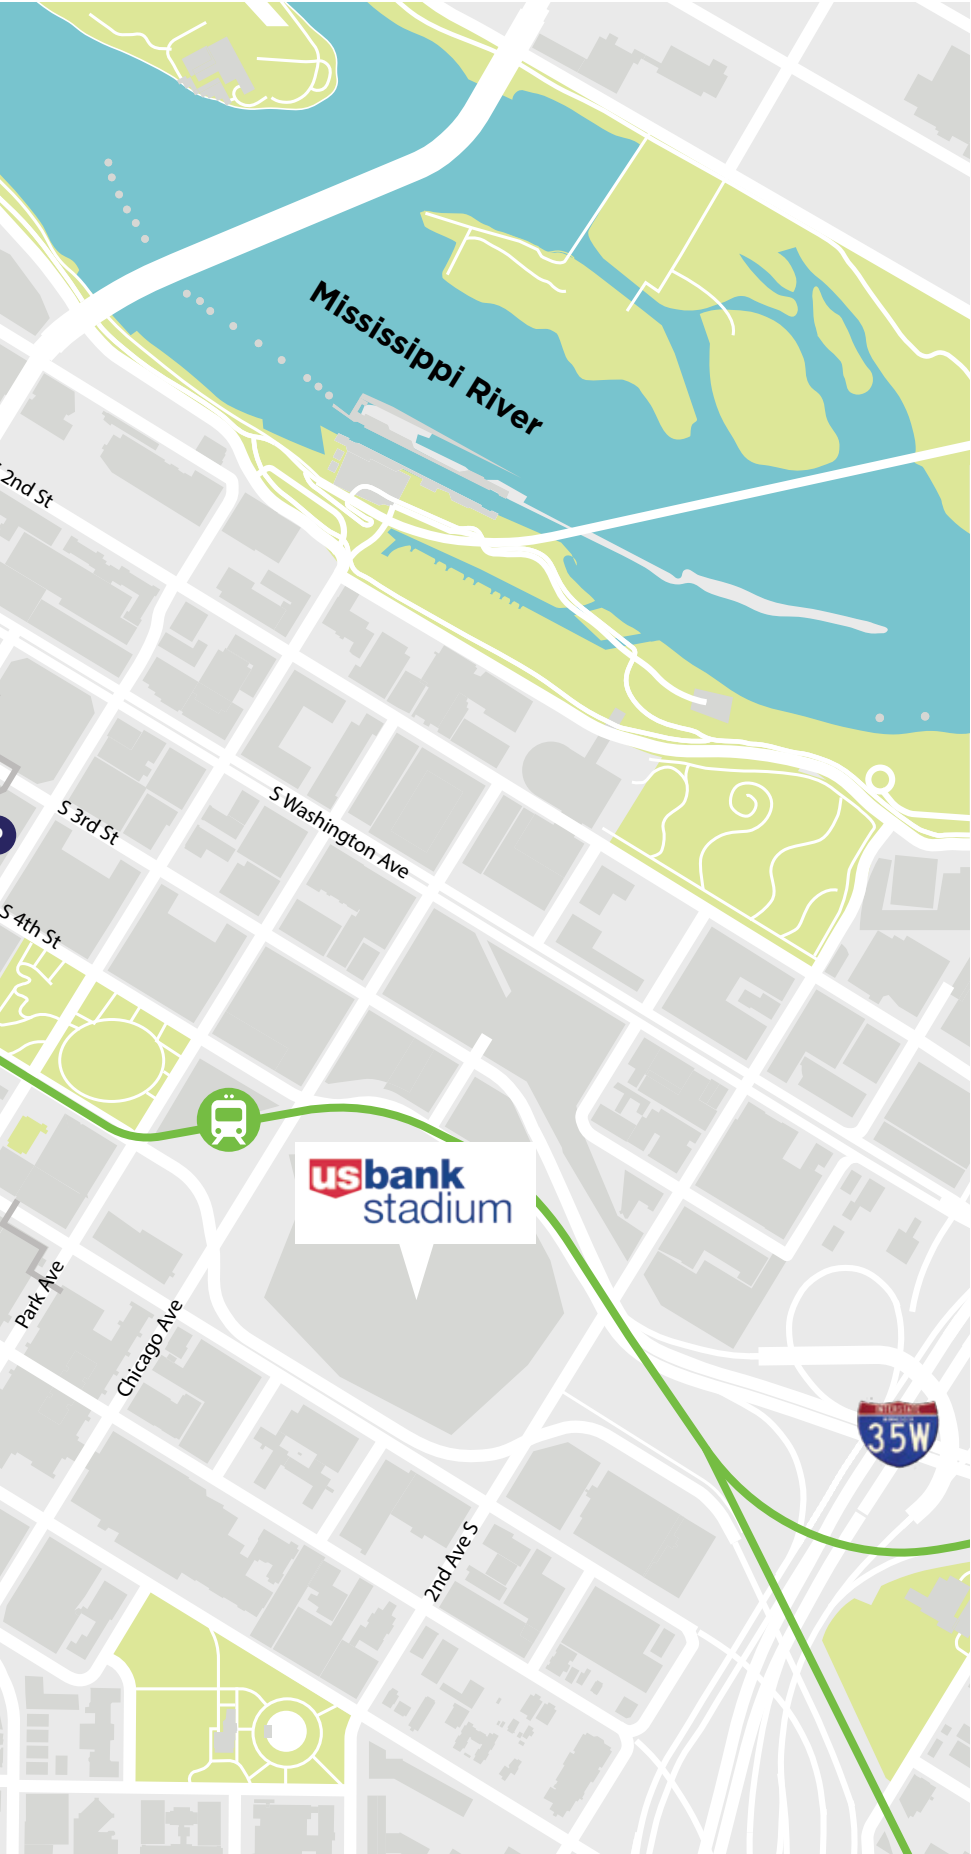 Mississippi River
2nd St
S Washington Ave
S 3rd St
S 4th St
usbank
stadium
Park Ave
Chicago Ave
INTERSTATE
35W
2nd Ave S